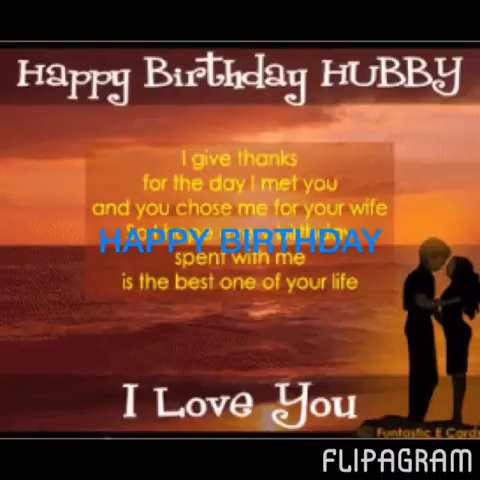 Happy Birthday HUBBY
I give thanks
for the day I met you
and you chose me for your wife
HAPPY BIRTHDAY
spent with me
is the best one of your life
I Love You
© Funtastic E Cards
FLIPAGRAM